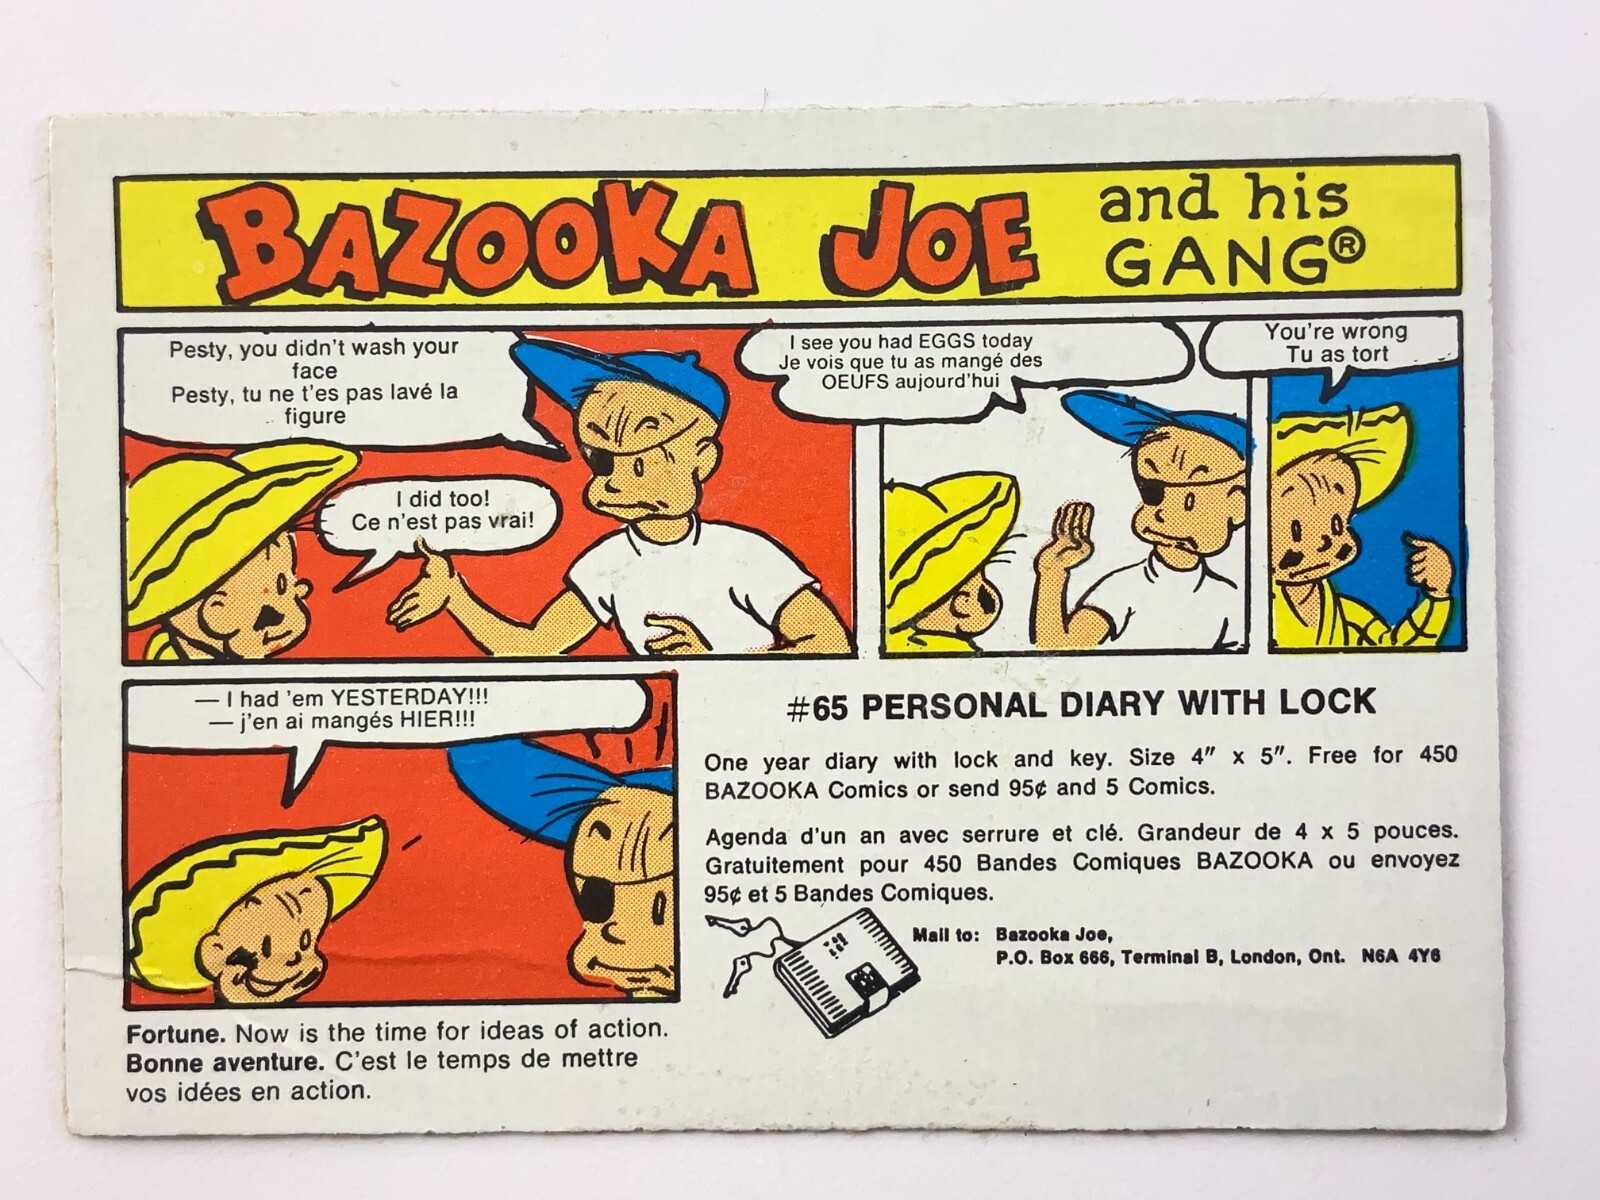 BAZOOKA JOE and his
GANG®
Pesty, you didn't wash your
face
Pesty, tu ne t'es pas lavé la
figure
I did too!
Ce n'est pas vrai!
I see you had EGGS today
Je vois que tu as mangé des
OEUFS aujourd'hui
You're wrong
Tu as tort
— I had 'em YESTERDAY!!!
— j'en ai mangés HIER!!!
Fortune. Now is the time for ideas of action.
Bonne aventure. C'est le temps de mettre
vos idées en action.
#65 PERSONAL DIARY WITH LOCK
One year diary with lock and key. Size 4" x 5". Free for 450
BAZOOKA Comics or send 95¢ and 5 Comics.
Agenda d'un an avec serrure et clé. Grandeur de 4 x 5 pouces.
Gratuitement pour 450 Bandes Comiques BAZOOKA ou envoyez
95¢ et 5 Bandes Comiques.
Mail to: Bazooka Joe,
P.O. Box 666, Terminal B, London, Ont. N6A 4Y6